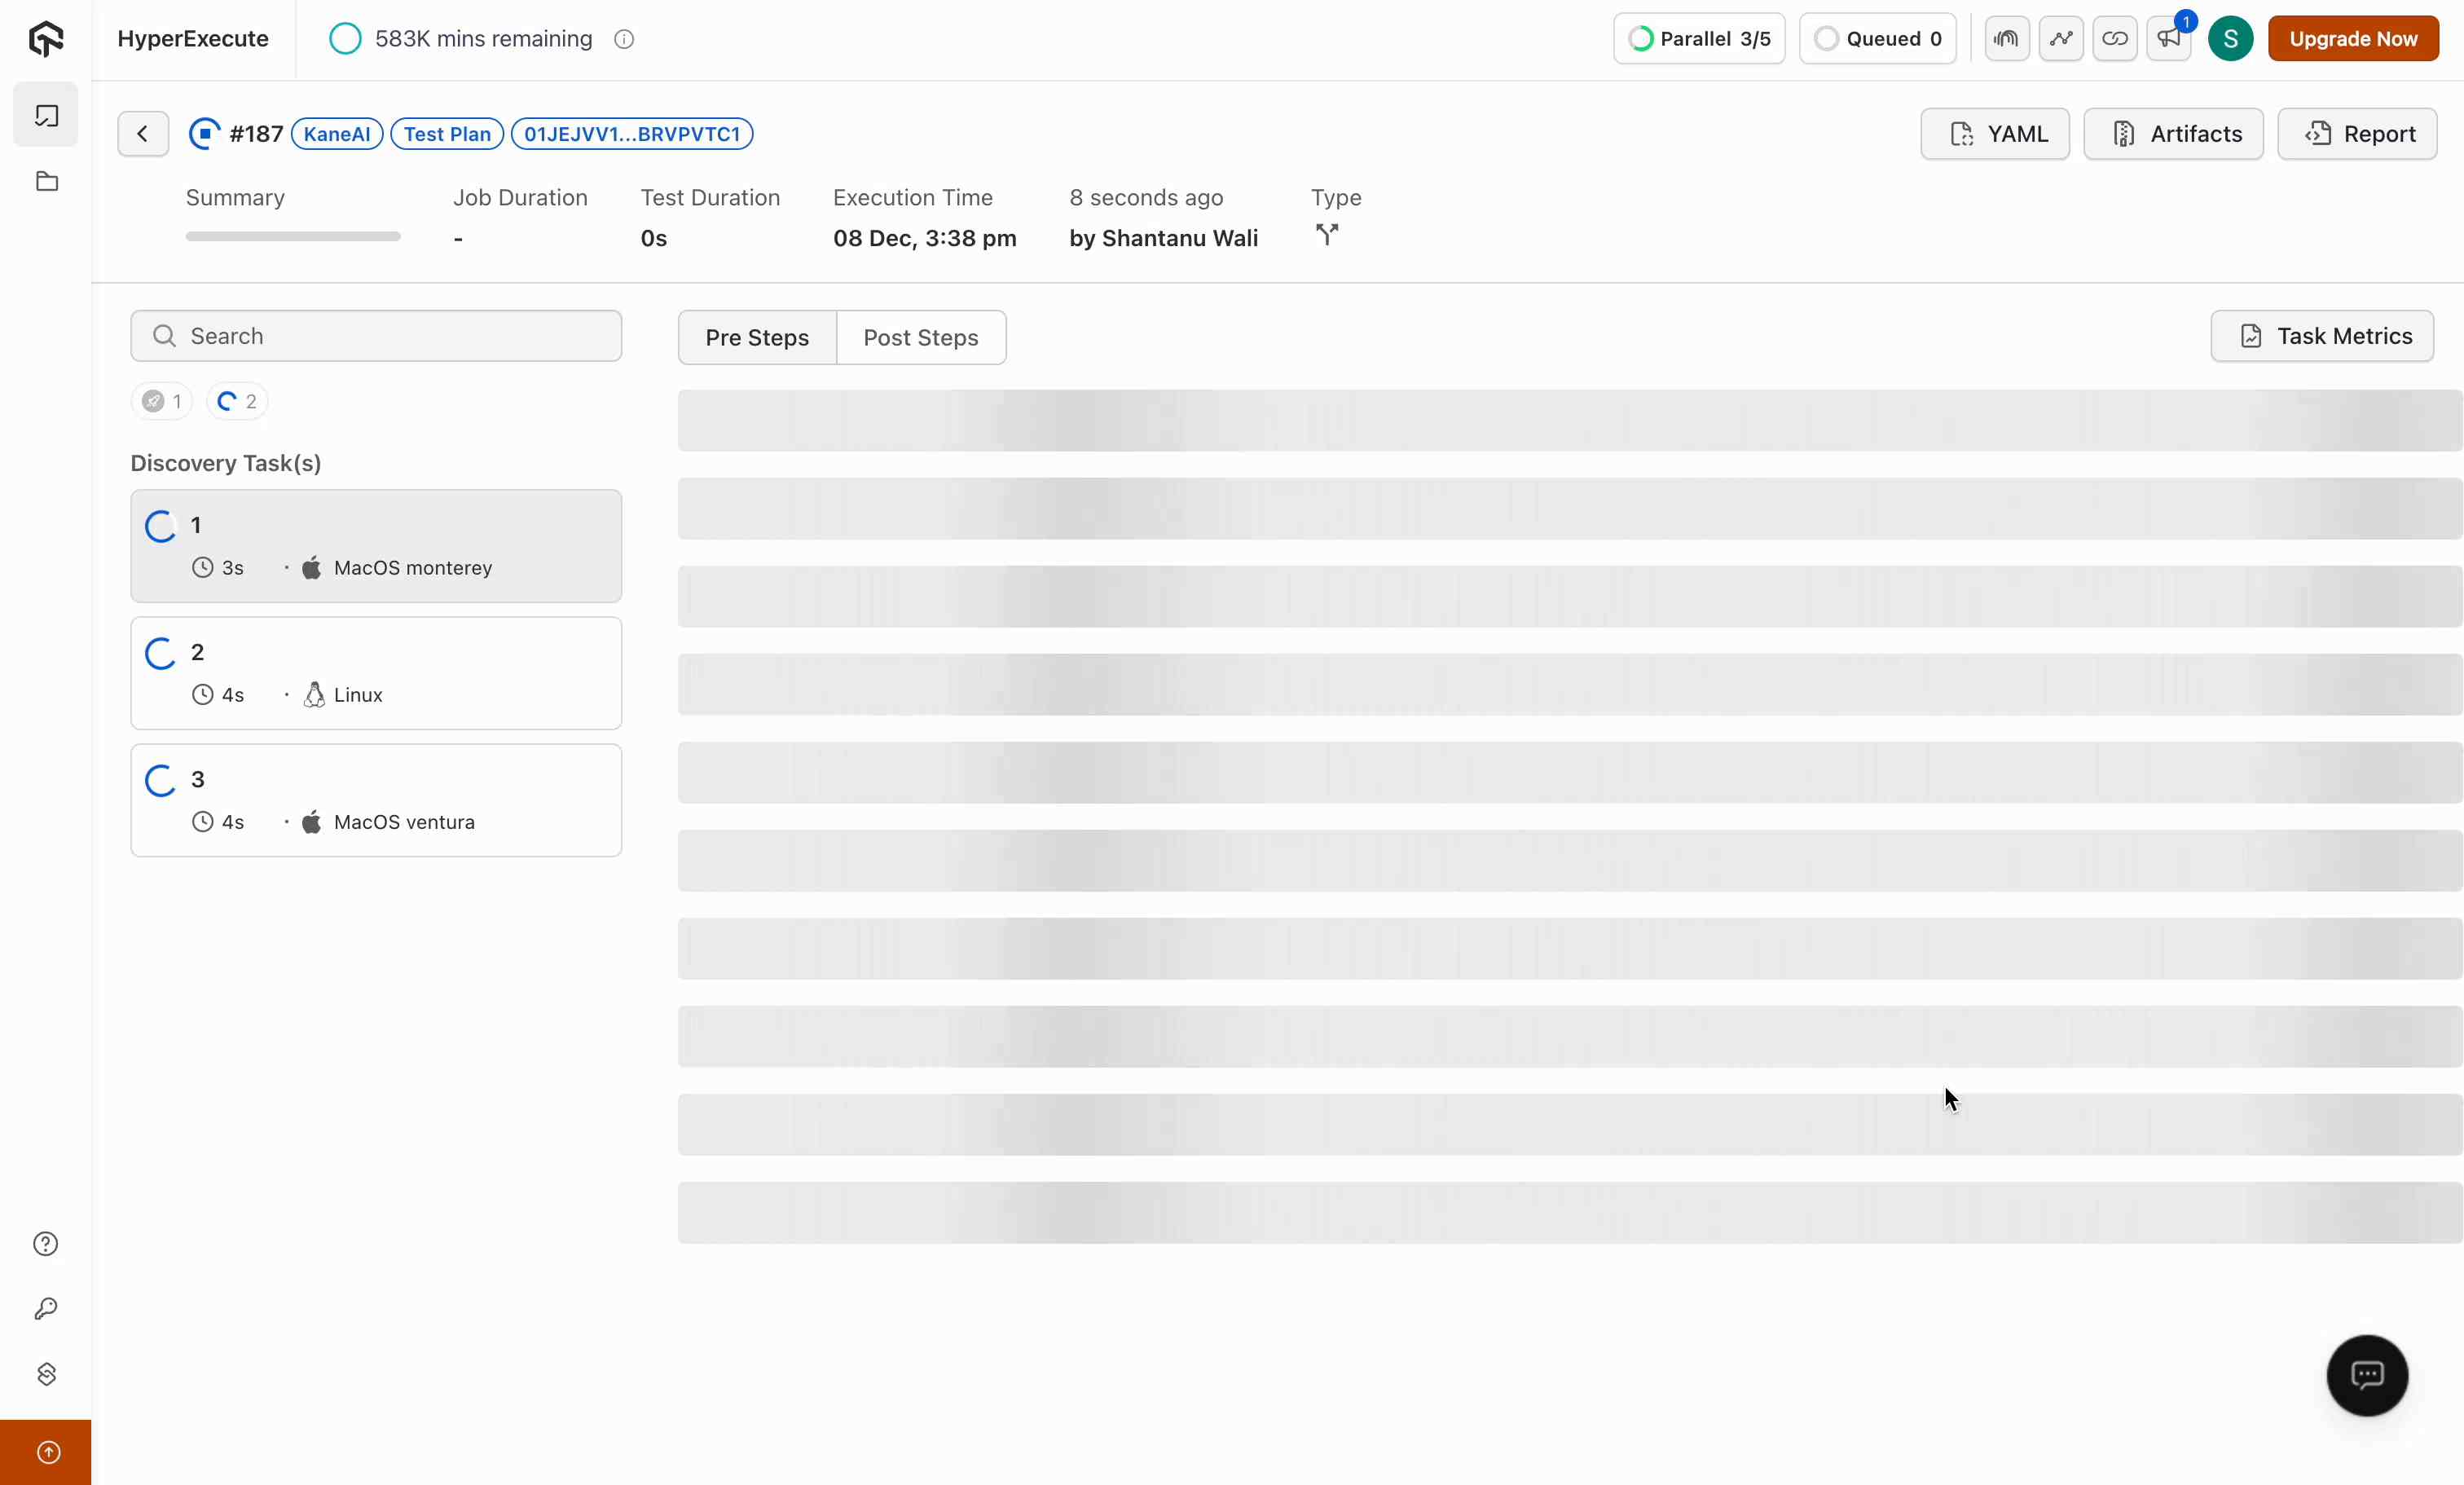 HyperExecute
583K mins remaining
Parallel 3/5
Queued 0
1
S
Upgrade Now
#187 KaneAI Test Plan 01JEJVV1...BRVPVTC1
YAML
Artifacts
Report
Summary
Job Duration
-
Test Duration
0s
Execution Time
08 Dec, 3:38 pm
8 seconds ago
by Shantanu Wali
Type
Search
1 2
Pre Steps
Post Steps
Task Metrics
Discovery Task(s)
1
3s · MacOS monterey
2
4s · Linux
3
4s · MacOS ventura